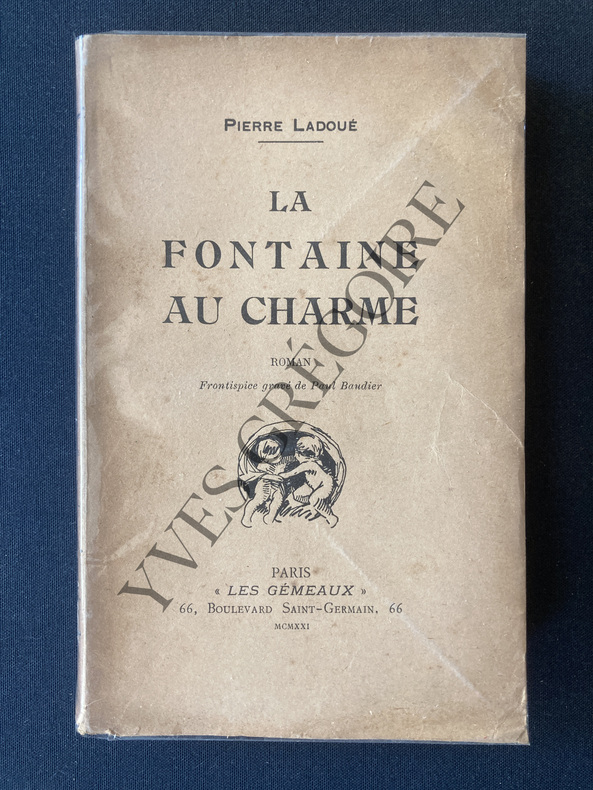 PIERRE LADOUÉ
LA
FONTAINE
AU CHARME
ROMAN
Frontispice gravé de Paul Baudier
PARIS
« LES GÉMEAUX »
66, BOULEVARD SAINT-GERMAIN, 66
MCMXXI
YVES GRÉGOIRE